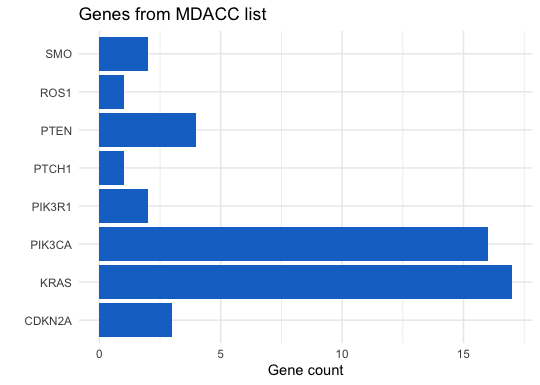 Genes from MDACC list
SMO
ROS1
PTEN
PTCH1
PIK3R1
PIK3CA
KRAS
CDKN2A
0 5 10 15
Gene count